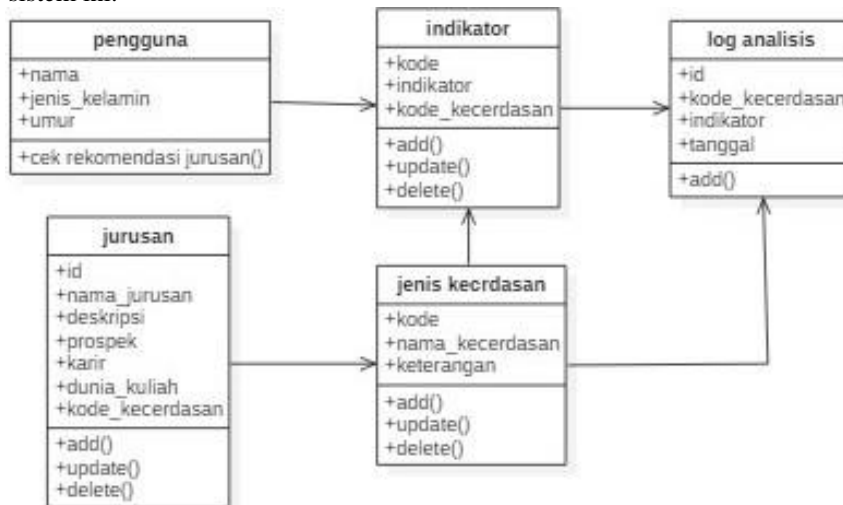 sistem ini.
pengguna
+nama
+jenis_kelamin
+umur
+cek rekomendasi jurusan()
indikator
+kode
+indikator
+kode_kecerdasan
+add()
+update()
+delete()
log analisis
+id
+kode_kecerdasan
+indikator
+tanggal
+add()
jurusan
+id
+nama_jurusan
+deskripsi
+prospek
+karir
+dunia_kuliah
+kode_kecerdasan
+add()
+update()
+delete()
jenis kecrdasan
+kode
+nama_kecerdasan
+keterangan
+add()
+update()
+delete()